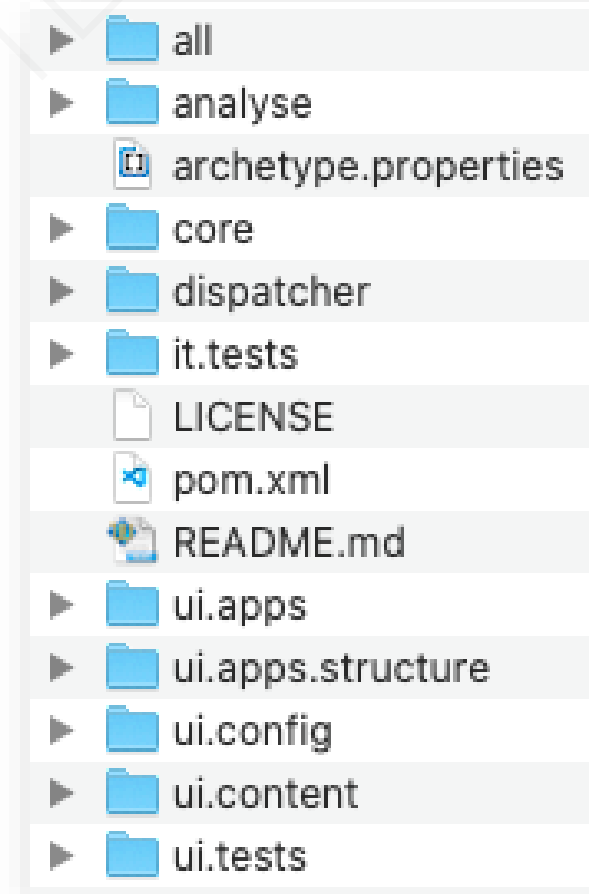 all
analyse
archetype.properties
core
dispatcher
it.tests
LICENSE
pom.xml
README.md
ui.apps
ui.apps.structure
ui.config
ui.content
ui.tests